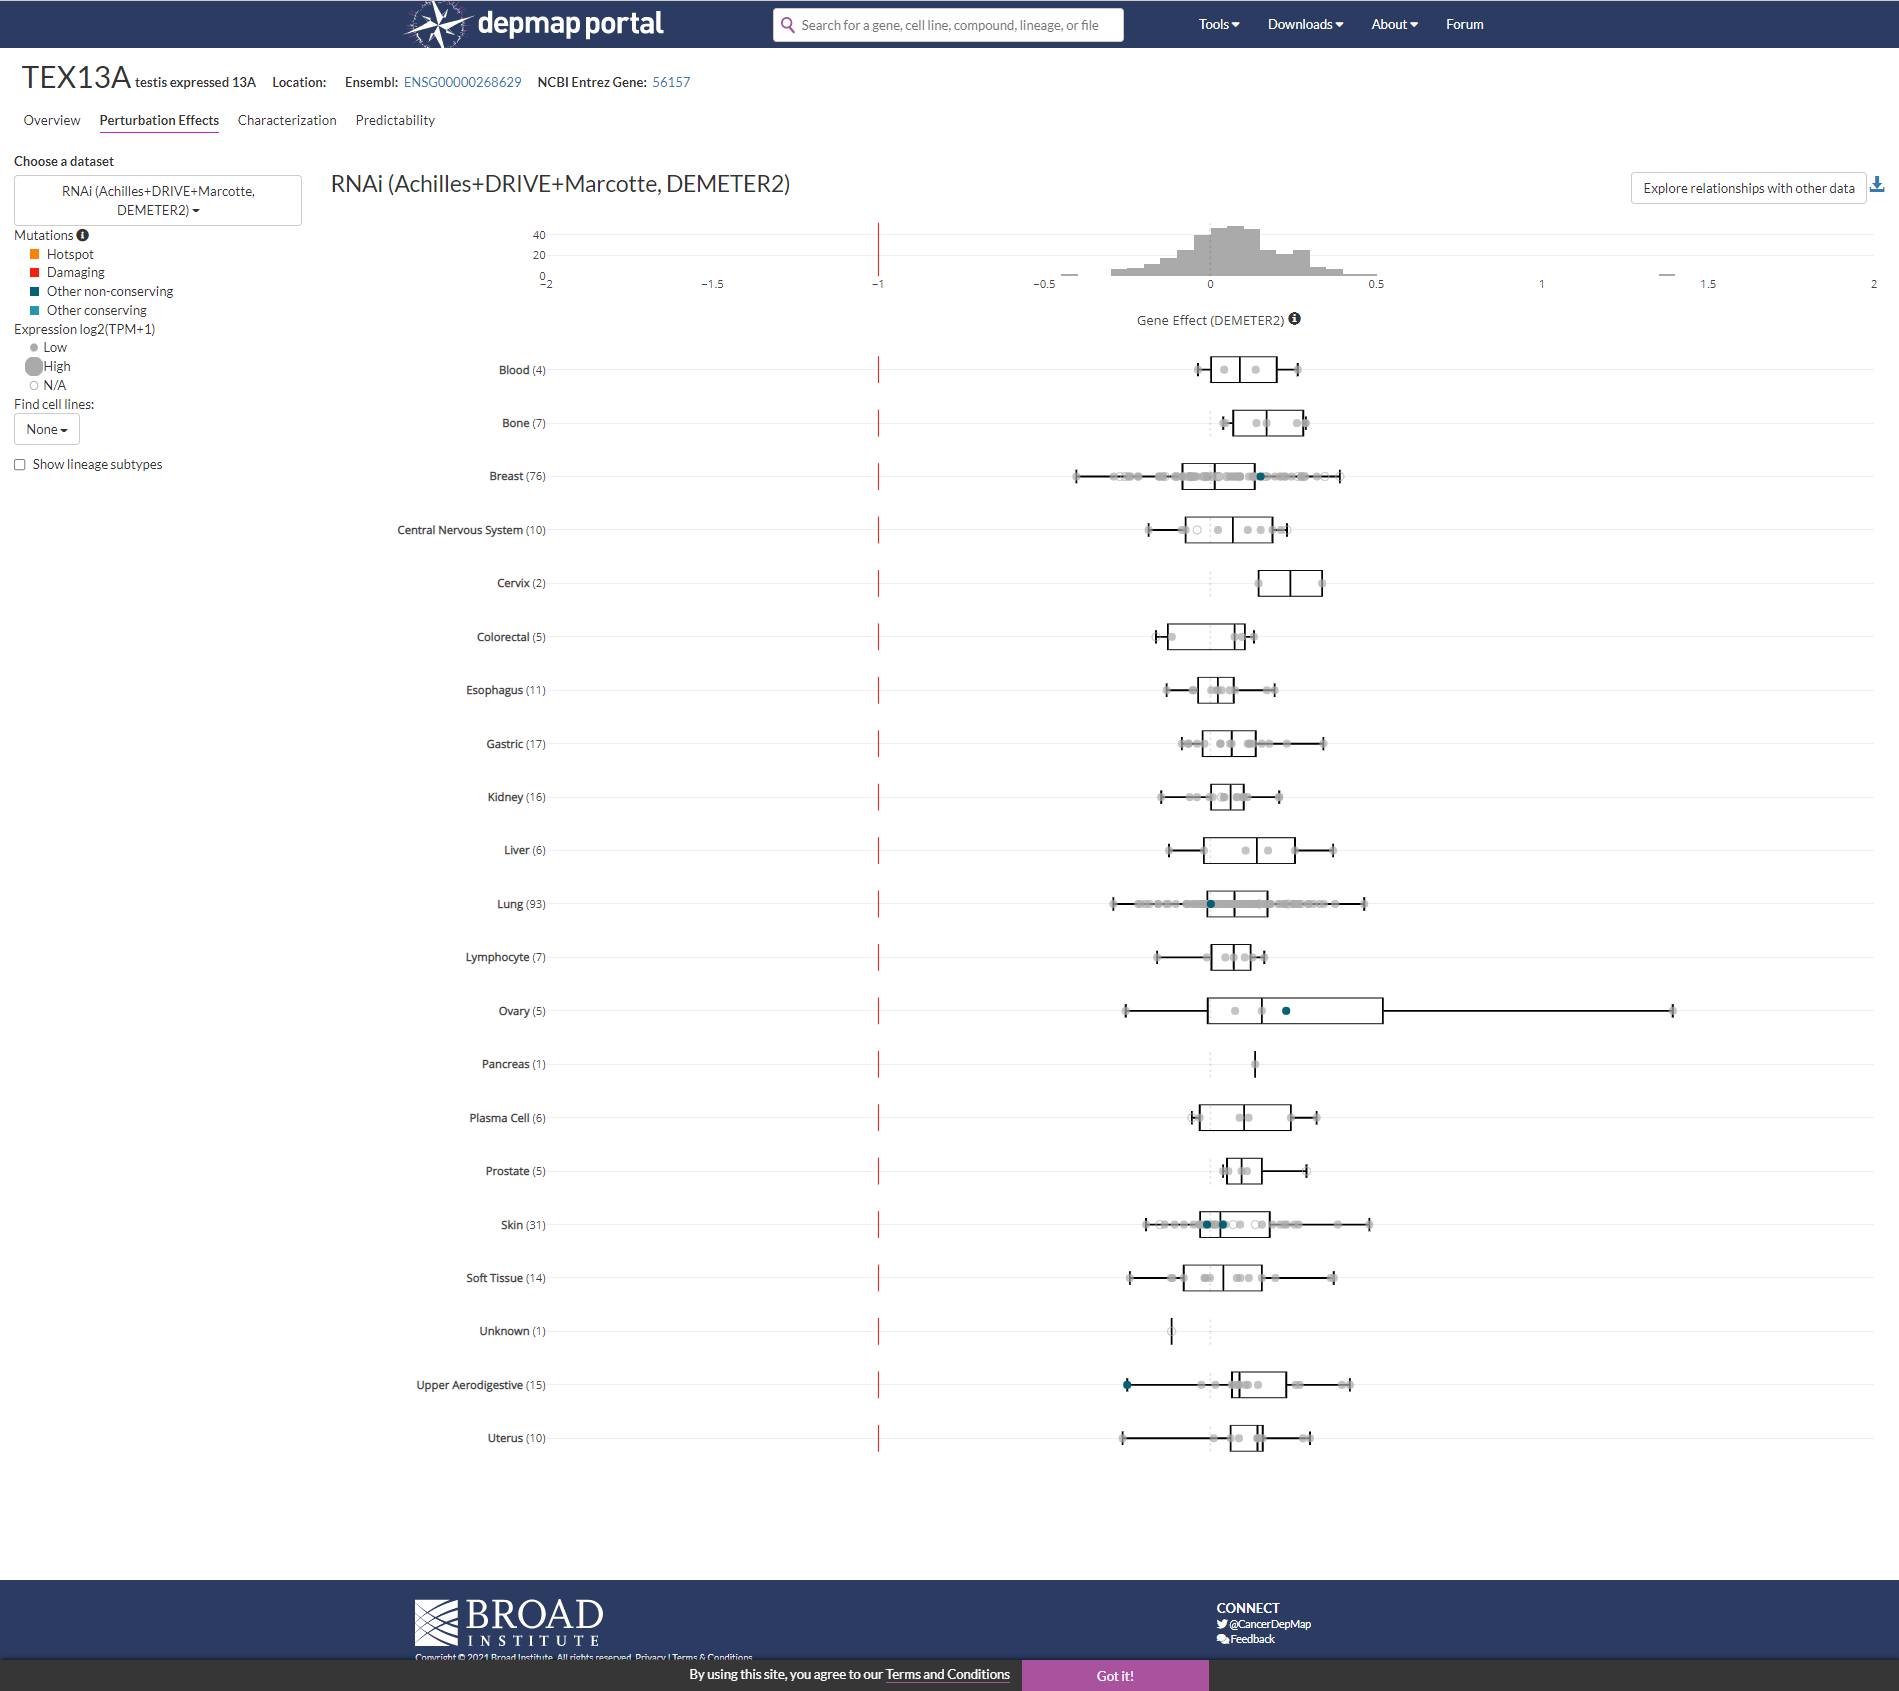 depmap portal
Search for a gene, cell line, compound, lineage, or file
Tools
Downloads
About
Forum
TEX13A testis expressed 13A Location: Ensembl: ENSG00000268629 NCBI Entrez Gene: 56157
Overview Perturbation Effects Characterization Predictability
Choose a dataset
RNAi (Achilles+DRIVE+Marcotte,
DEMETER2)
Mutations
Hotspot
Damaging
Other non-conserving
Other conserving
Expression log2(TPM+1)
Low
High
N/A
Find cell lines:
None
Show lineage subtypes
RNAi (Achilles+DRIVE+Marcotte, DEMETER2)
Explore relationships with other data
40
20
0
−2 −1.5 −1 −0.5 0 0.5 1 1.5 2
Gene Effect (DEMETER2)
Blood (4)
Bone (7)
Breast (76)
Central Nervous System (10)
Cervix (2)
Colorectal (5)
Esophagus (11)
Gastric (17)
Kidney (16)
Liver (6)
Lung (93)
Lymphocyte (7)
Ovary (5)
Pancreas (1)
Plasma Cell (6)
Prostate (5)
Skin (31)
Soft Tissue (14)
Unknown (1)
Upper Aerodigestive (15)
Uterus (10)
BROAD
INSTITUTE
Copyright © 2021 Broad Institute. All rights reserved. Privacy | Terms & Conditions
CONNECT
@CancerDepMap
Feedback
By using this site, you agree to our Terms and Conditions
Got it!